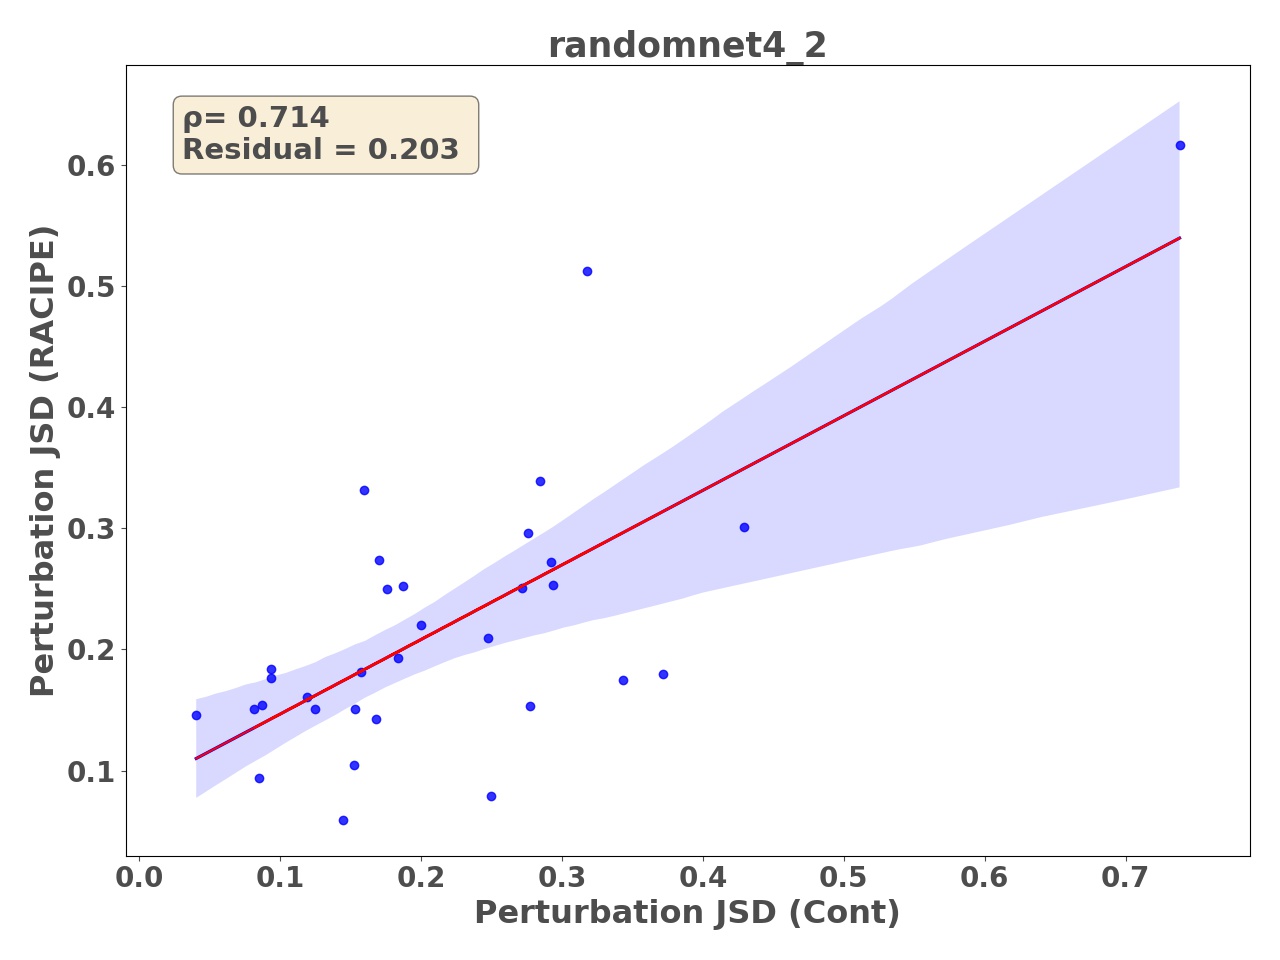 randomnet4_2
ρ= 0.714
Residual = 0.203
Perturbation JSD (RACIPE)
0.6
0.5
0.4
0.3
0.2
0.1
0.0 0.1 0.2 0.3 0.4 0.5 0.6 0.7
Perturbation JSD (Cont)